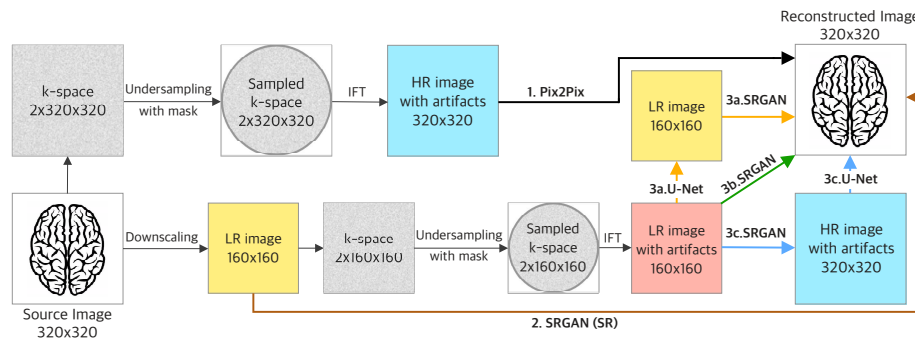 Reconstructed Image
320x320
k-space
2x320x320
Undersampling
with mask
Sampled
k-space
2x320x320
IFT
HR image
with artifacts
320x320
1. Pix2Pix
LR image
160x160
3a.SRGAN
3a.U-Net
3b.SRGAN
3c.U-Net
Downscaling
LR image
160x160
k-space
2x160x160
Undersampling
with mask
Sampled
k-space
2x160x160
IFT
LR image
with artifacts
160x160
3c.SRGAN
HR image
with artifacts
320x320
Source Image
320x320
2. SRGAN (SR)